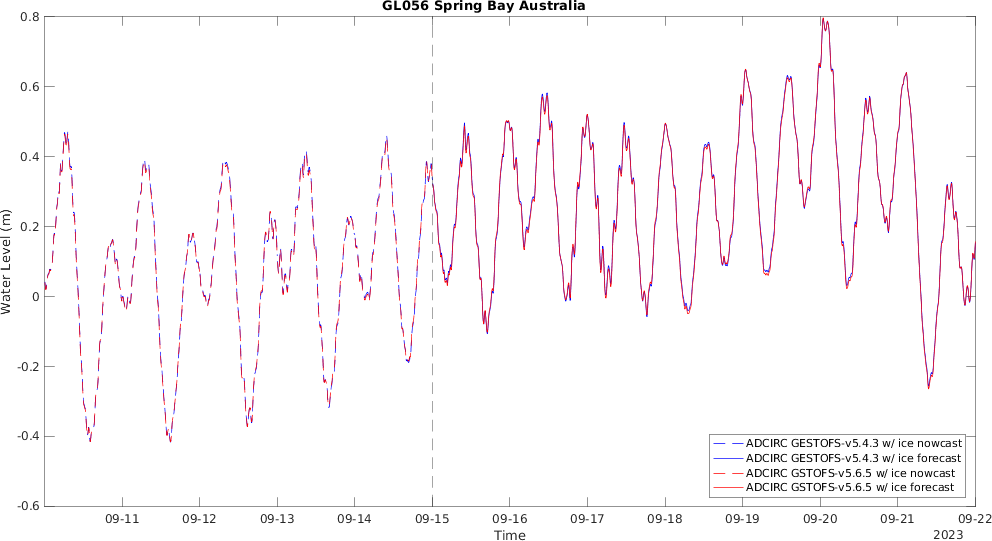 GL056 Spring Bay Australia
Water Level (m)
0.8
0.6
0.4
0.2
0
-0.2
-0.4
-0.6
ADCIRC GESTOFS-v5.4.3 w/ ice nowcast
ADCIRC GESTOFS-v5.4.3 w/ ice forecast
ADCIRC GSTOFS-v5.6.5 w/ ice nowcast
ADCIRC GSTOFS-v5.6.5 w/ ice forecast
09-11 09-12 09-13 09-14 09-15 09-16 09-17 09-18 09-19 09-20 09-21 09-22
Time
2023